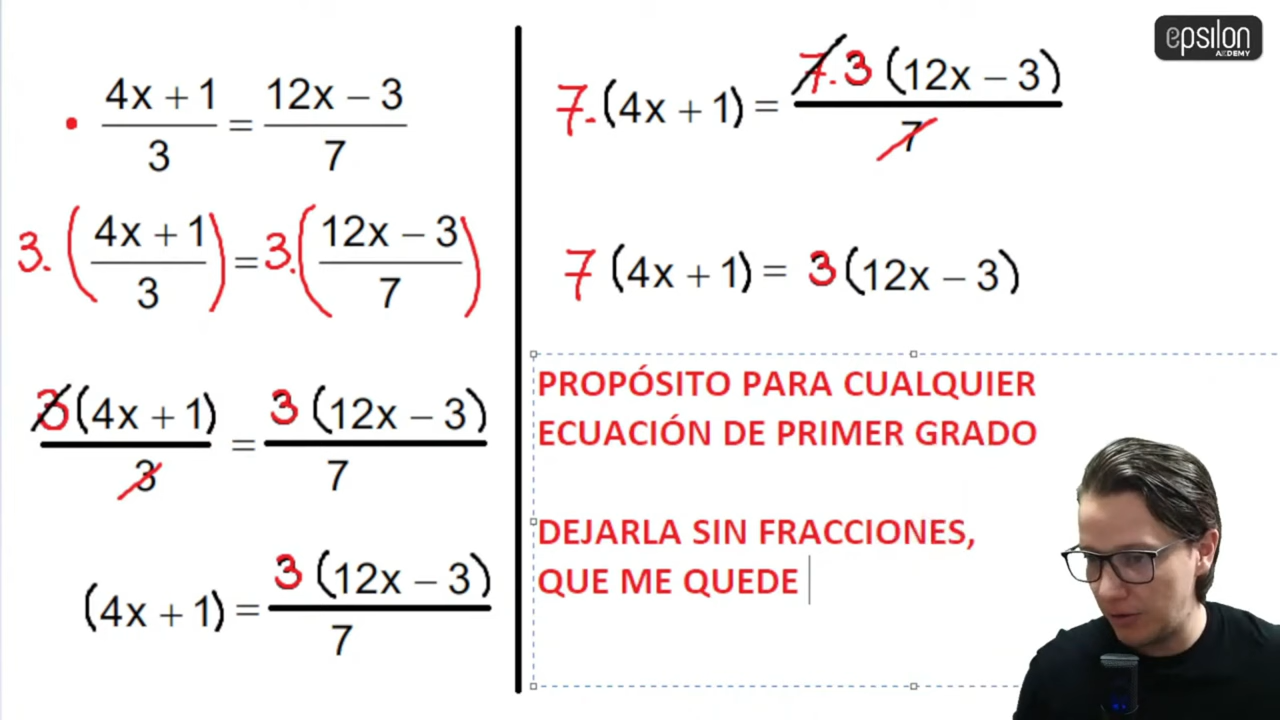 epsilon
ACADEMY
4x + 1 / 3 = 12x − 3 / 7
3. (4x + 1 / 3) = 3. (12x − 3 / 7)
3 (4x + 1) / 3 = 3 (12x − 3) / 7
(4x + 1) = 3 (12x − 3) / 7
7. (4x + 1) = 7. 3 (12x − 3) / 7
7 (4x + 1) = 3 (12x − 3)
PROPÓSITO PARA CUALQUIER
ECUACIÓN DE PRIMER GRADO
DEJARLA SIN FRACCIONES,
QUE ME QUEDE